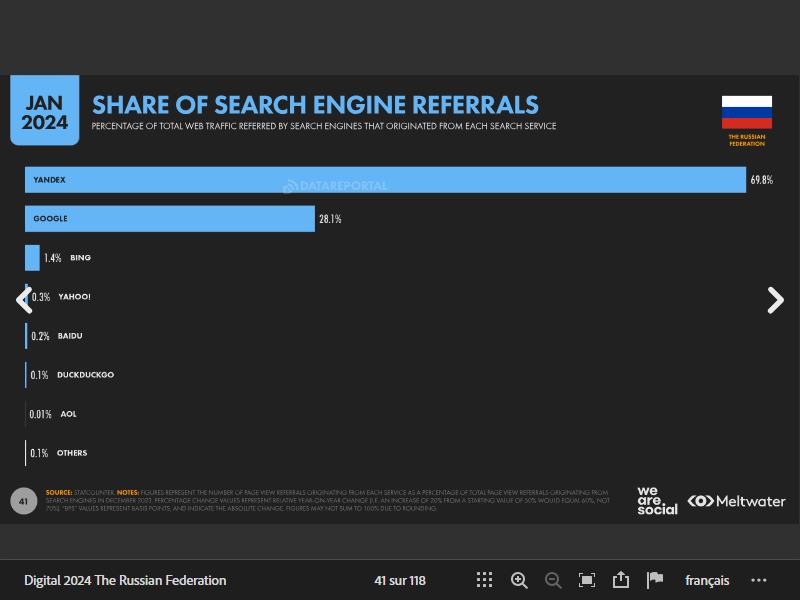 JAN
2024
SHARE OF SEARCH ENGINE REFERRALS
PERCENTAGE OF TOTAL WEB TRAFFIC REFERRED BY SEARCH ENGINES THAT ORIGINATED FROM EACH SEARCH SERVICE
THE RUSSIAN
FEDERATION
YANDEX 69.8%
DATAREPORTAL
GOOGLE 28.1%
1.4% BING
0.3% YAHOO!
0.2% BAIDU
0.1% DUCKDUCKGO
0.01% AOL
0.1% OTHERS
41
SOURCE: STATCOUNTER. NOTES: FIGURES REPRESENT THE NUMBER OF PAGE VIEW REFERRALS ORIGINATING FROM EACH SERVICE AS A PERCENTAGE OF TOTAL PAGE VIEW REFERRALS ORIGINATING FROM
SEARCH ENGINES IN DECEMBER 2023. PERCENTAGE CHANGE VALUES REPRESENT RELATIVE YEAR-ON-YEAR CHANGE (I.E. AN INCREASE OF 20% FROM A STARTING VALUE OF 50% WOULD EQUAL 60%, NOT
70%). "BPS" VALUES REPRESENT BASIS POINTS, AND INDICATE THE ABSOLUTE CHANGE. FIGURES MAY NOT SUM TO 100% DUE TO ROUNDING.
we
are.
social
Meltwater
Digital 2024 The Russian Federation
41 sur 118
français